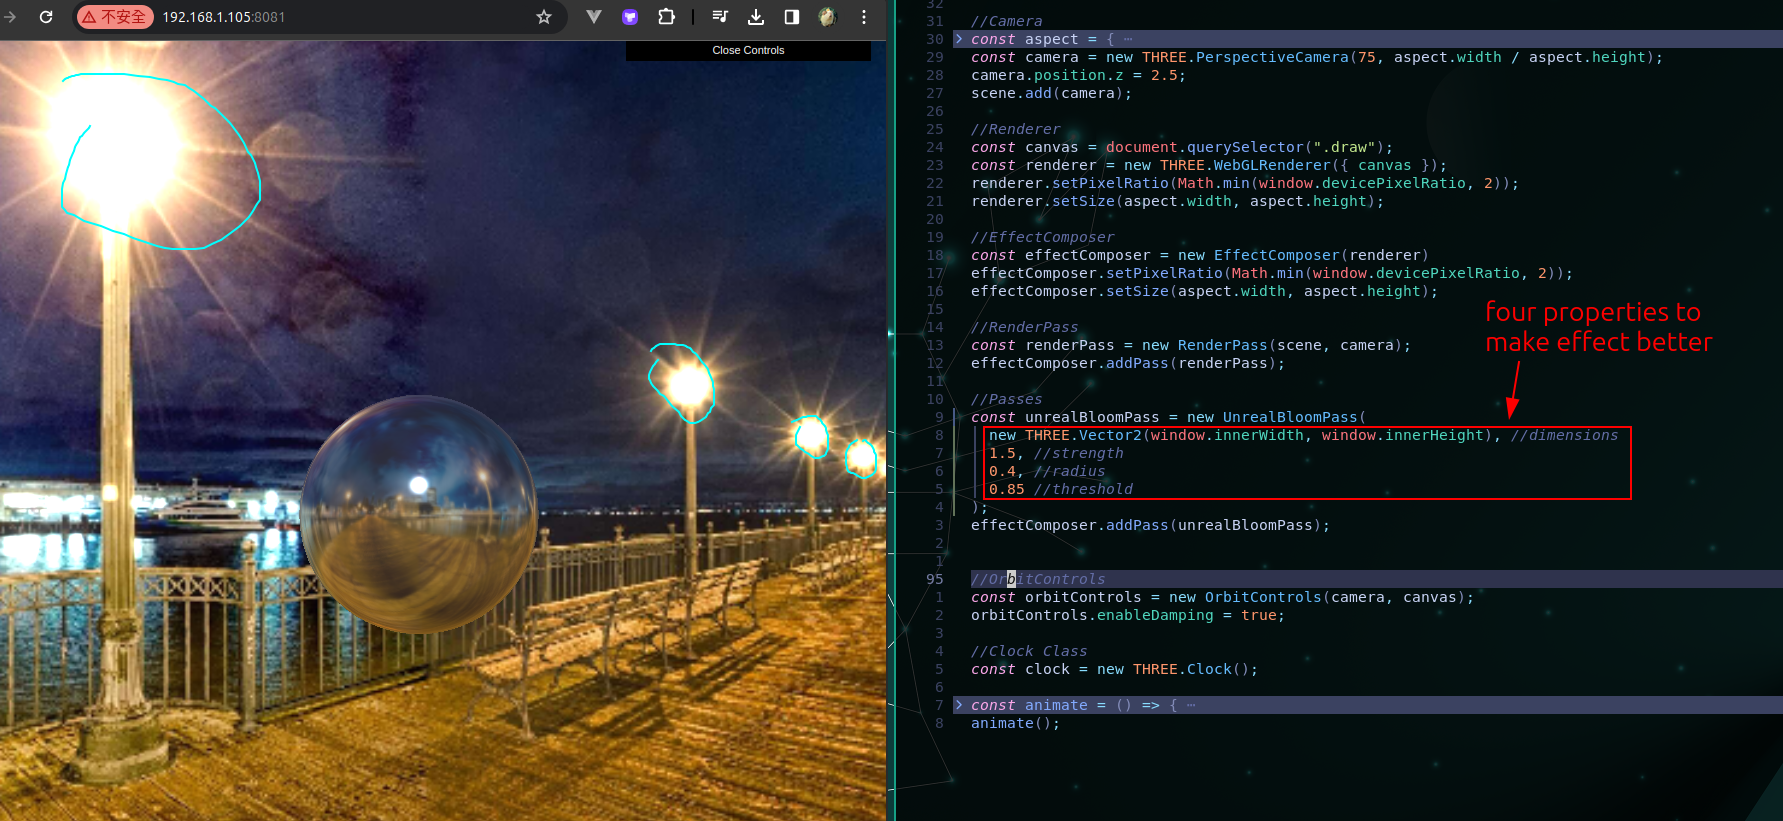 不安全 192.168.1.105:8081
Close Controls
32
31 //Camera
30 > const aspect = { ⋯
29 const camera = new THREE.PerspectiveCamera(75, aspect.width / aspect.height);
28 camera.position.z = 2.5;
27 scene.add(camera);
26
25 //Renderer
24 const canvas = document.querySelector(".draw");
23 const renderer = new THREE.WebGLRenderer({ canvas });
22 renderer.setPixelRatio(Math.min(window.devicePixelRatio, 2));
21 renderer.setSize(aspect.width, aspect.height);
20
19 //EffectComposer
18 const effectComposer = new EffectComposer(renderer)
17 effectComposer.setPixelRatio(Math.min(window.devicePixelRatio, 2));
16 effectComposer.setSize(aspect.width, aspect.height);
15
four properties to
make effect better
14 //RenderPass
13 const renderPass = new RenderPass(scene, camera);
12 effectComposer.addPass(renderPass);
11
10 //Passes
9 const unrealBloomPass = new UnrealBloomPass(
8 new THREE.Vector2(window.innerWidth, window.innerHeight), //dimensions
7 1.5, //strength
6 0.4, //radius
5 0.85 //threshold
4 );
3 effectComposer.addPass(unrealBloomPass);
2
1
95 //OrbitControls
1 const orbitControls = new OrbitControls(camera, canvas);
2 orbitControls.enableDamping = true;
3
4 //Clock Class
5 const clock = new THREE.Clock();
6
7 > const animate = () => { ⋯
8 animate();